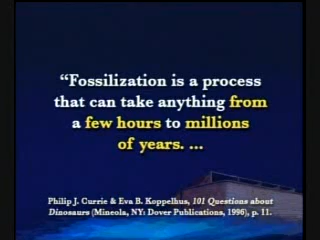 “Fossilization is a process
that can take anything from
a few hours to millions
of years. ...
Philip J. Currie & Eva B. Koppelhus, 101 Questions about
Dinosaurs (Mineola, NY: Dover Publications, 1996), p. 11.